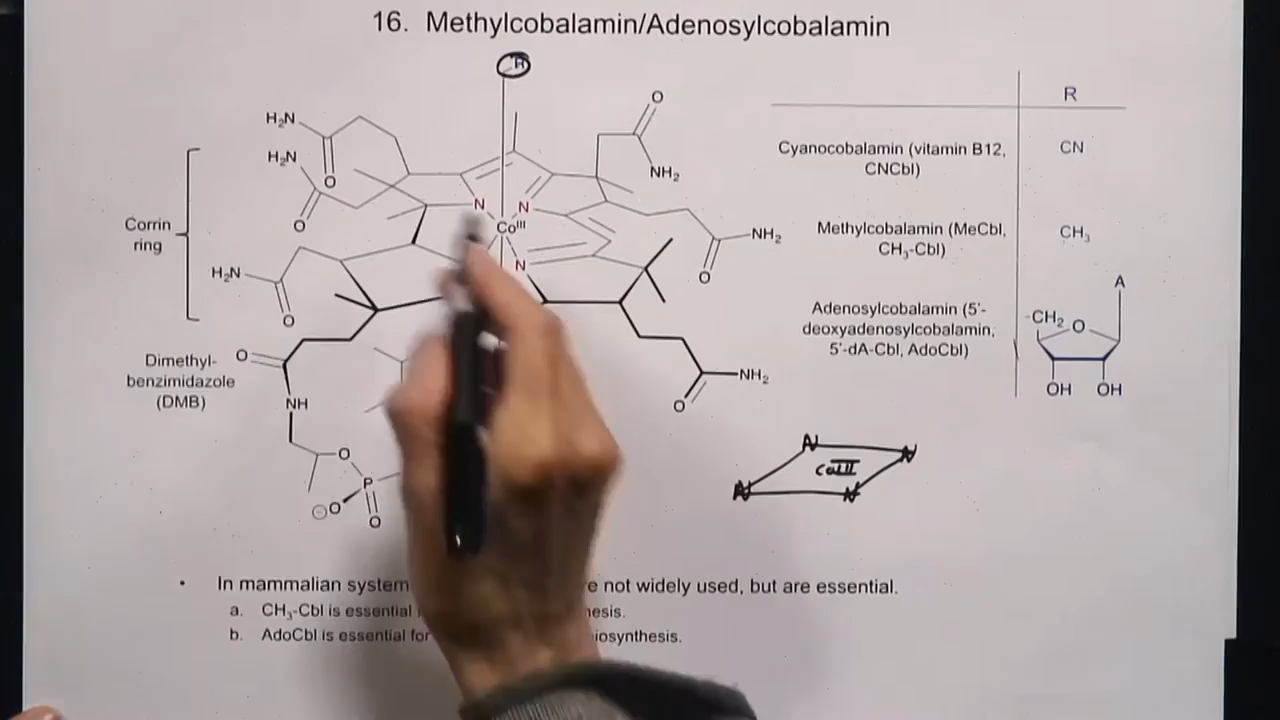 16. Methylcobalamin/Adenosylcobalamin
R
O
H₂N
H₂N
O
O
NH₂
N
N
Coᴵᴵᴵ
N
Corrin
ring
NH₂
O
H₂N
O
R
Cyanocobalamin (vitamin B12,
CNCbl)
CN
Methylcobalamin (MeCbl,
CH₃-Cbl)
CH₃
Adenosylcobalamin (5'-
deoxyadenosylcobalamin,
5'-dA-Cbl, AdoCbl)
A
-CH₂
O
OH OH
Dimethyl-
benzimidazole
(DMB)
O
NH
NH₂
O
O
P
⊖O
O
N
N
CoIII
N
N
• In mammalian system e not widely used, but are essential.
a. CH₃-Cbl is essential esis.
b. AdoCbl is essential for iosynthesis.